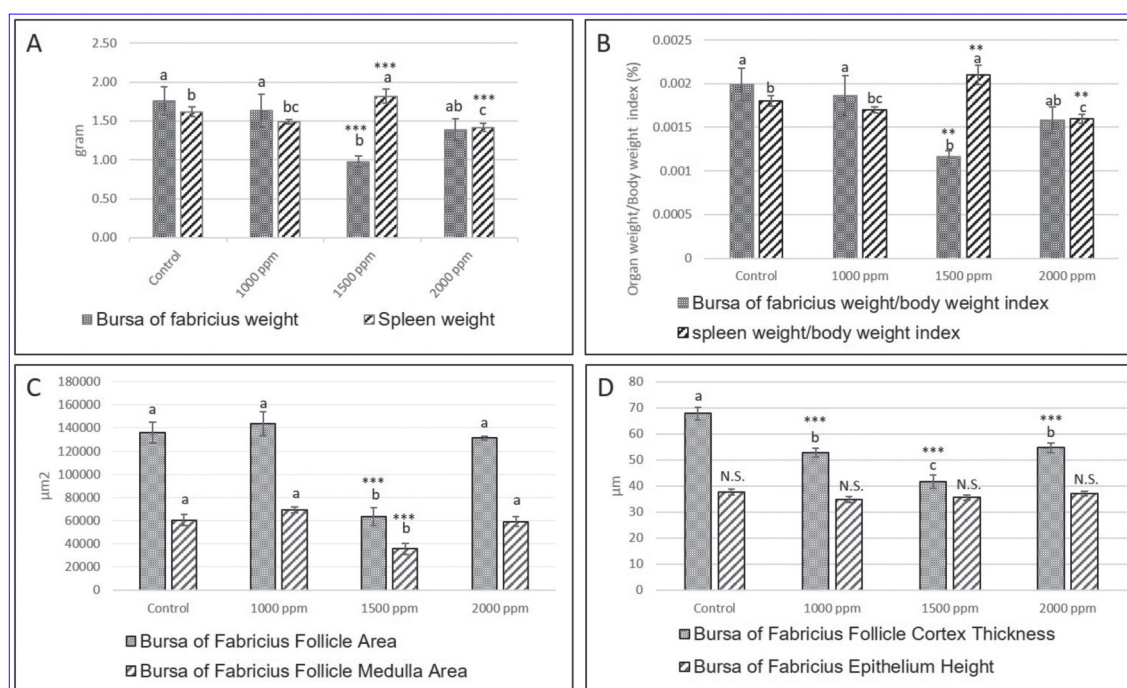 A
2.50
2.00
1.50
1.00
0.50
0.00
gram
a
b
a
bc
***
b
***
a
ab
***
c
Control
1000 ppm
1500 ppm
2000 ppm
Bursa of fabricius weight
Spleen weight
B
0.0025
0.002
0.0015
0.001
0.0005
0
Organ weight/Body weight index (%)
a
b
a
bc
**
b
**
a
ab
**
c
Control
1000 ppm
1500 ppm
2000 ppm
Bursa of fabricius weight/body weight index
spleen weight/body weight index
C
180000
160000
140000
120000
100000
80000
60000
40000
20000
0
µm2
a
a
a
a
***
b
***
b
a
a
Control
1000 ppm
1500 ppm
2000 ppm
Bursa of Fabricius Follicle Area
Bursa of Fabricius Follicle Medulla Area
D
80
70
60
50
40
30
20
10
0
µm
a
N.S.
***
b
N.S.
***
c
N.S.
***
b
N.S.
Control
1000 ppm
1500 ppm
2000 ppm
Bursa of Fabricius Follicle Cortex Thickness
Bursa of Fabricius Epithelium Height